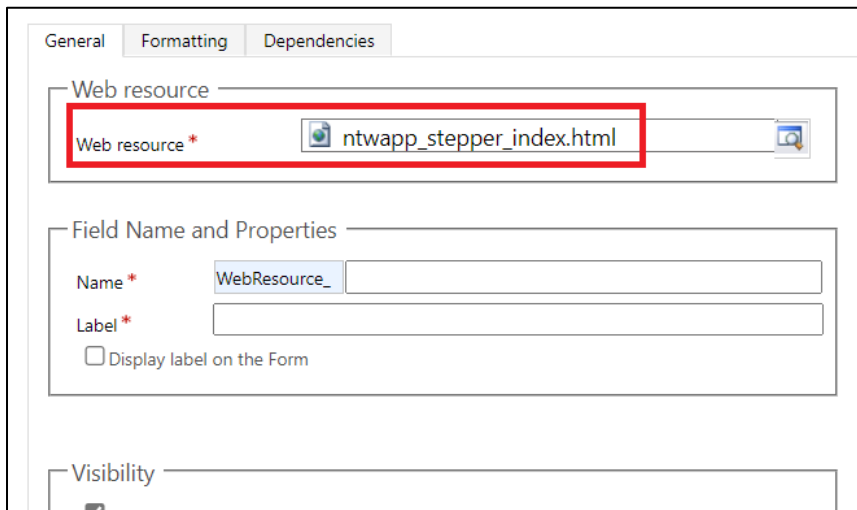 General Formatting Dependencies
Web resource
Web resource * ntwapp_stepper_index.html
Field Name and Properties
Name * WebResource_
Label *
Display label on the Form
Visibility